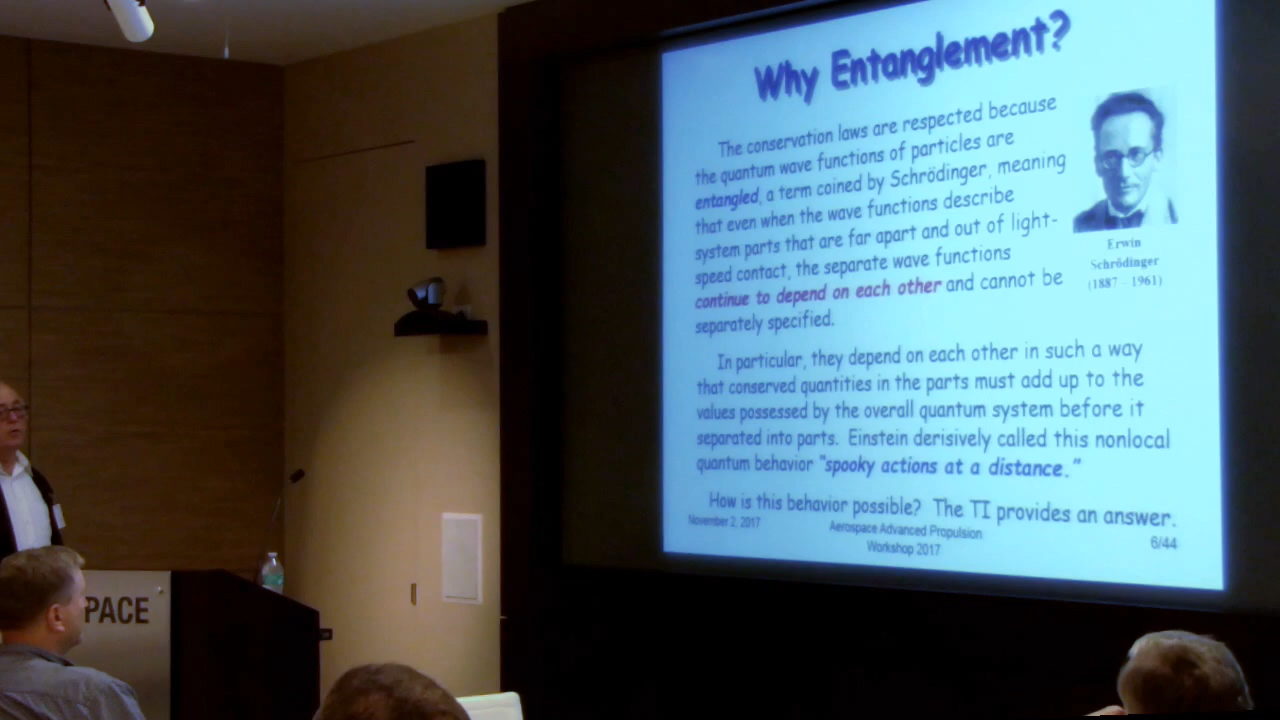 Why Entanglement?
The conservation laws are respected because
the quantum wave functions of particles are
entangled, a term coined by Schrödinger, meaning
that even when the wave functions describe
system parts that are far apart and out of light-
speed contact, the separate wave functions
continue to depend on each other and cannot be
separately specified.
Erwin
Schrödinger
(1887 - 1961)
In particular, they depend on each other in such a way
that conserved quantities in the parts must add up to the
values possessed by the overall quantum system before it
separated into parts. Einstein derisively called this nonlocal
quantum behavior "spooky actions at a distance."
How is this behavior possible? The TI provides an answer.
November 2, 2017
Aerospace Advanced Propulsion
Workshop 2017
6/44
PACE